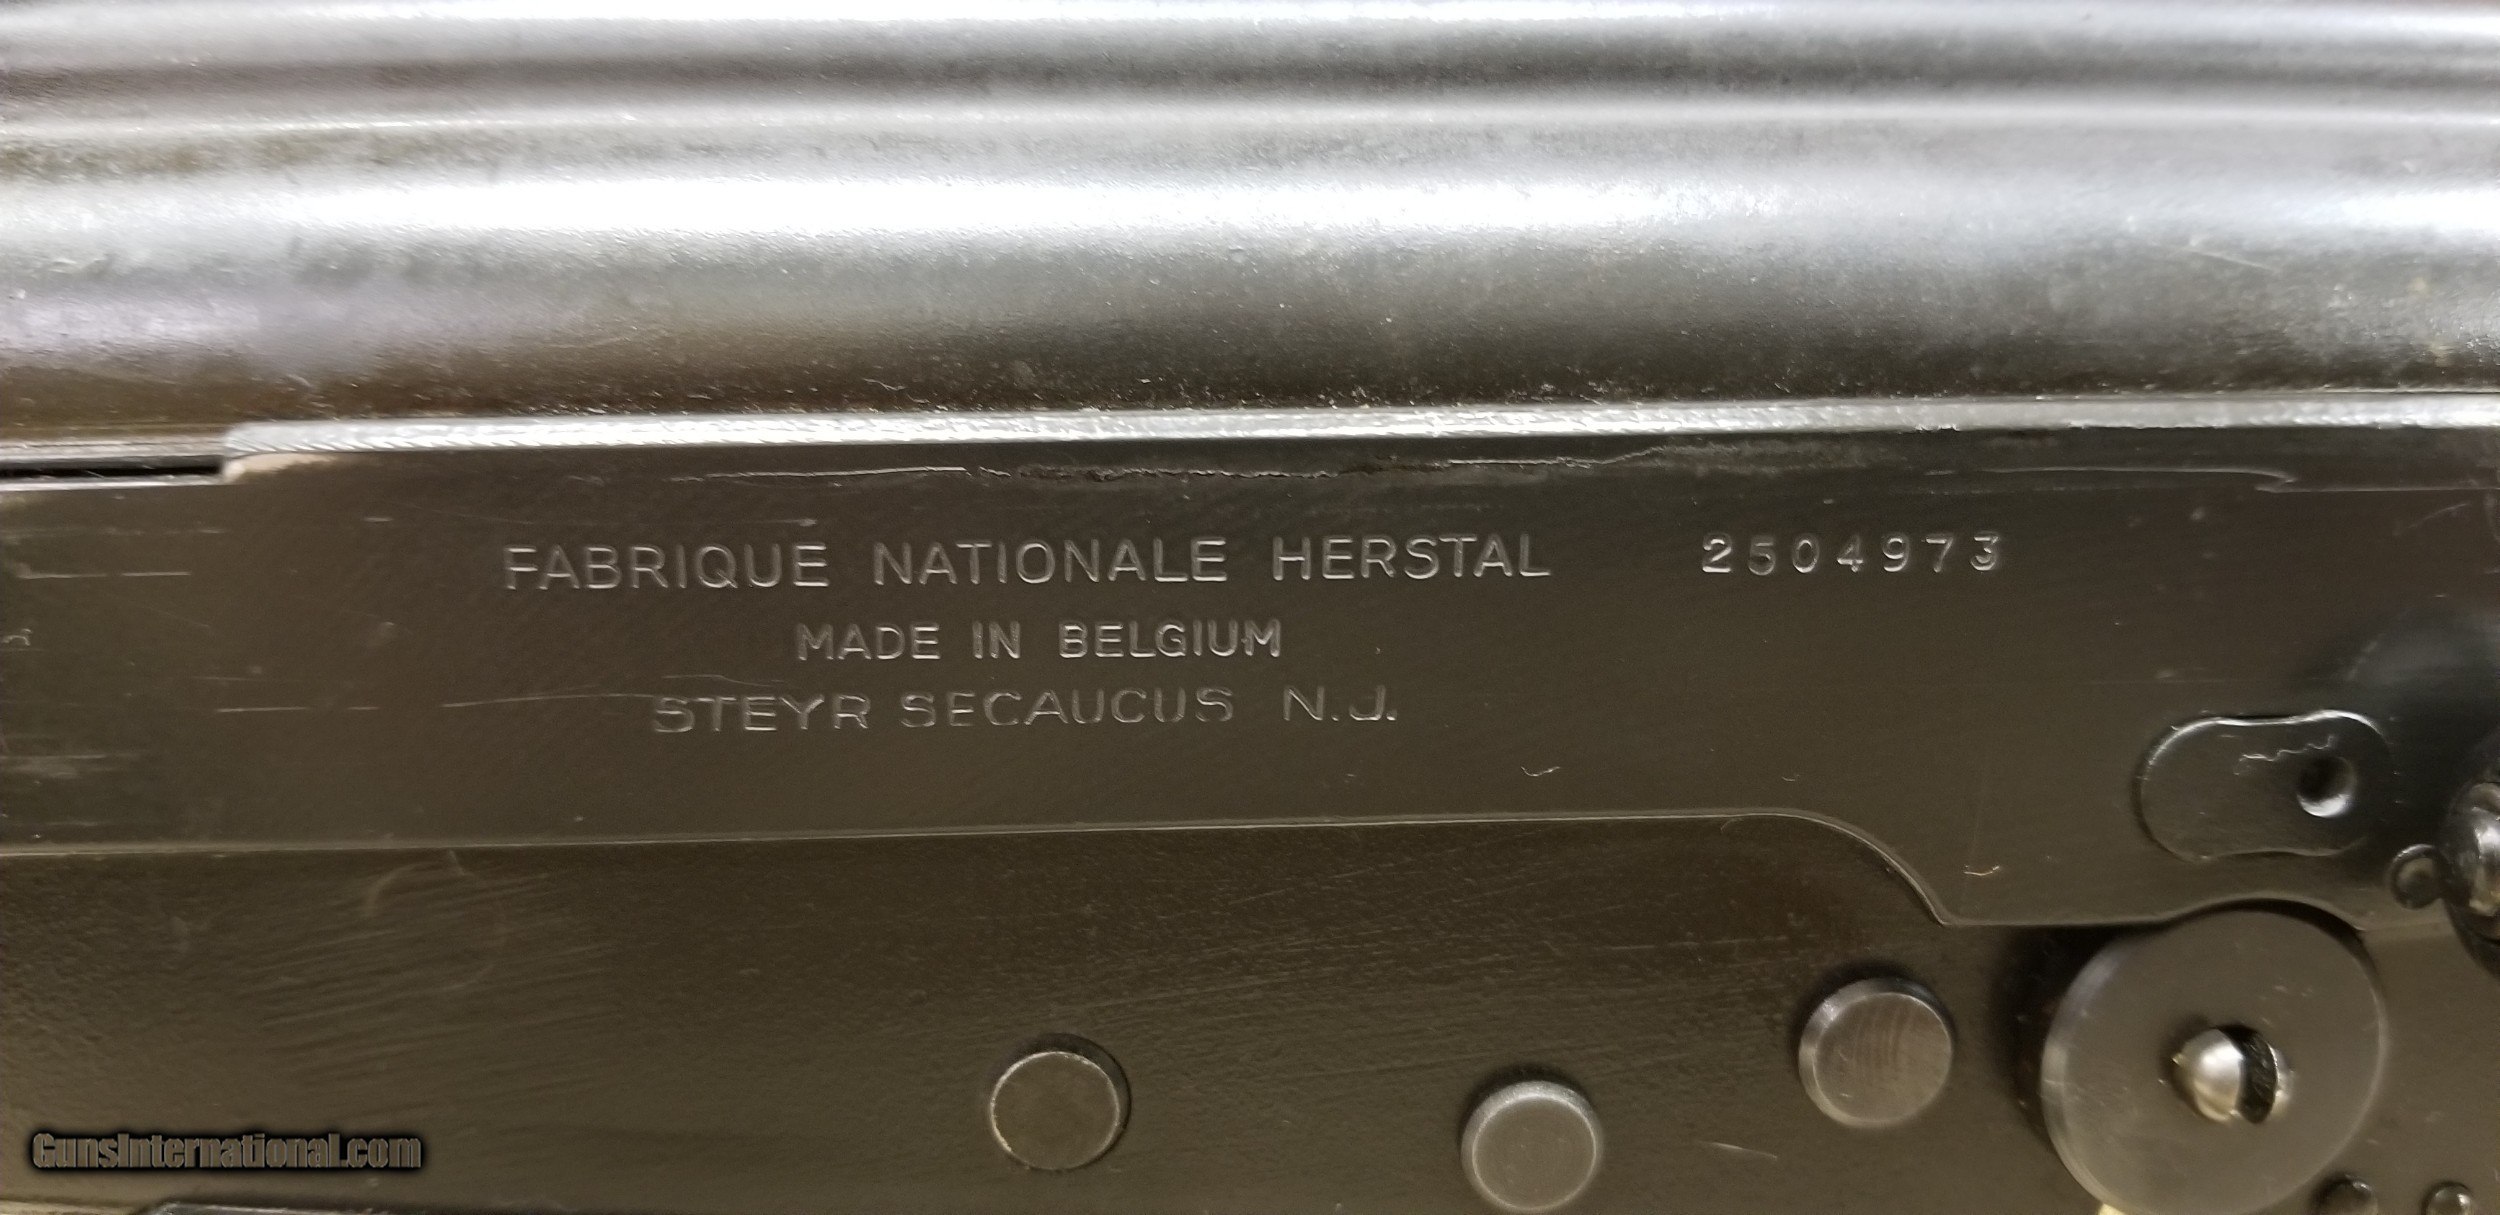 FABRIQUE NATIONALE HERSTAL 2504973
MADE IN BELGIUM
STEYR SECAUCUS N.J.
GunsInternational.com